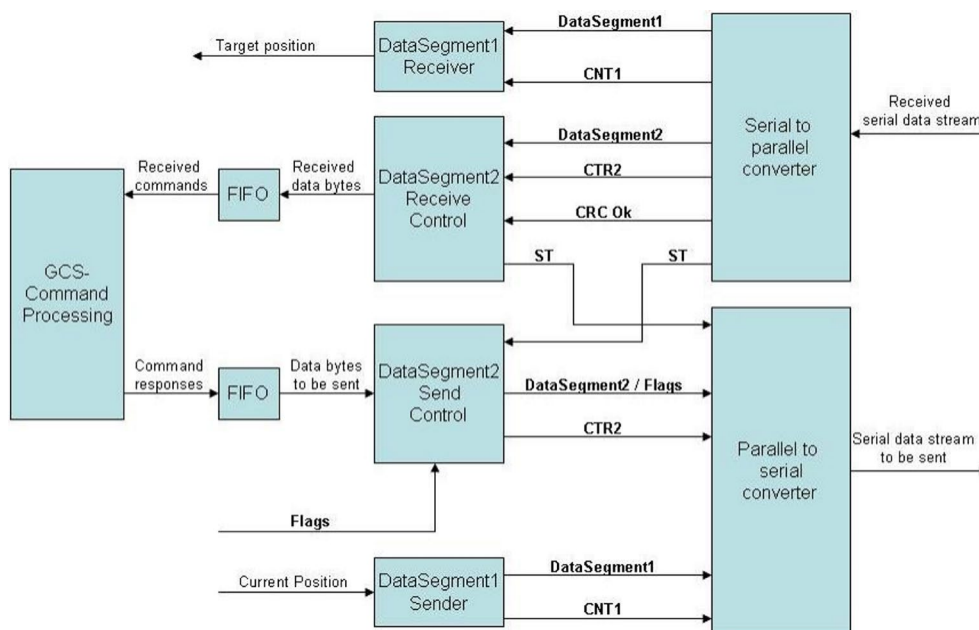 DataSegment1
Target position
DataSegment1
Receiver
CNT1
Received
serial data stream
Serial to
parallel
converter
DataSegment2
Received
commands
FIFO
Received
data bytes
DataSegment2
Receive
Control
CTR2
CRC Ok
ST
ST
GCS-
Command
Processing
Command
responses
FIFO
Data bytes
to be sent
DataSegment2
Send
Control
DataSegment2 / Flags
CTR2
Parallel to
serial
converter
Serial data stream
to be sent
Flags
Current Position
DataSegment1
Sender
DataSegment1
CNT1